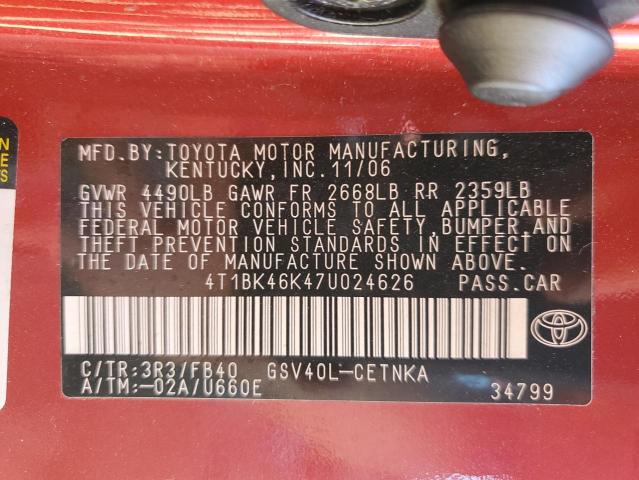 MFD.BY:TOYOTA MOTOR MANUFACTURING,
KENTUCKY,INC.11/06
GVWR 4490LB GAWR FR 2668LB RR 2359LB
THIS VEHICLE CONFORMS TO ALL APPLICABLE
FEDERAL MOTOR VEHICLE SAFETY,BUMPER,AND
THEFT PREVENTION STANDARDS IN EFFECT ON
THE DATE OF MANUFACTURE SHOWN ABOVE.
4T1BK46K47U024626 PASS.CAR
C/TR:3R3/FB40 GSV40L-CETNKA
A/TM:-02A/U660E 34799